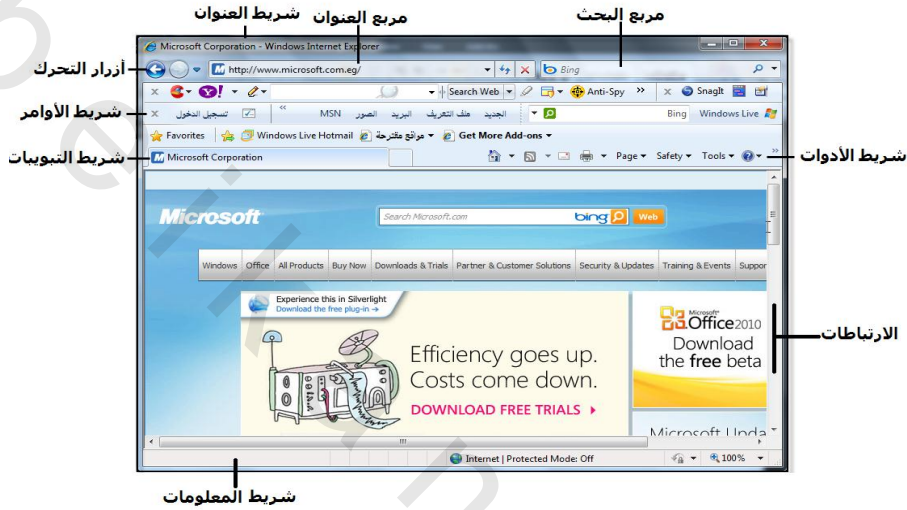 شريط العنوان
مربع العنوان
مربع البحث
Microsoft Corporation - Windows Internet Explorer
أزرار التحرك
http://www.microsoft.com.eg/
Bing
Search Web
Anti-Spy
SnagIt
شريط الأوامر
تسجيل الدخول
MSN
الصور
البريد
ملف التعريف
الجديد
Bing
Windows Live
Favorites
Windows Live Hotmail
مواقع مقترحة
Get More Add-ons
شريط التبويبات
Microsoft Corporation
Page Safety Tools
شريط الأدوات
Microsoft
Search Microsoft.com
bing
Web
Windows Office All Products Buy Now Downloads & Trials Partner & Customer Solutions Security & Updates Training & Events Suppor
Experience this in Silverlight
Download the free plug-in
Microsoft
Office 2010
Download
the free beta
الارتباطات
Efficiency goes up.
Costs come down.
DOWNLOAD FREE TRIALS
Microsoft Upda
Internet | Protected Mode: Off
100%
شريط المعلومات